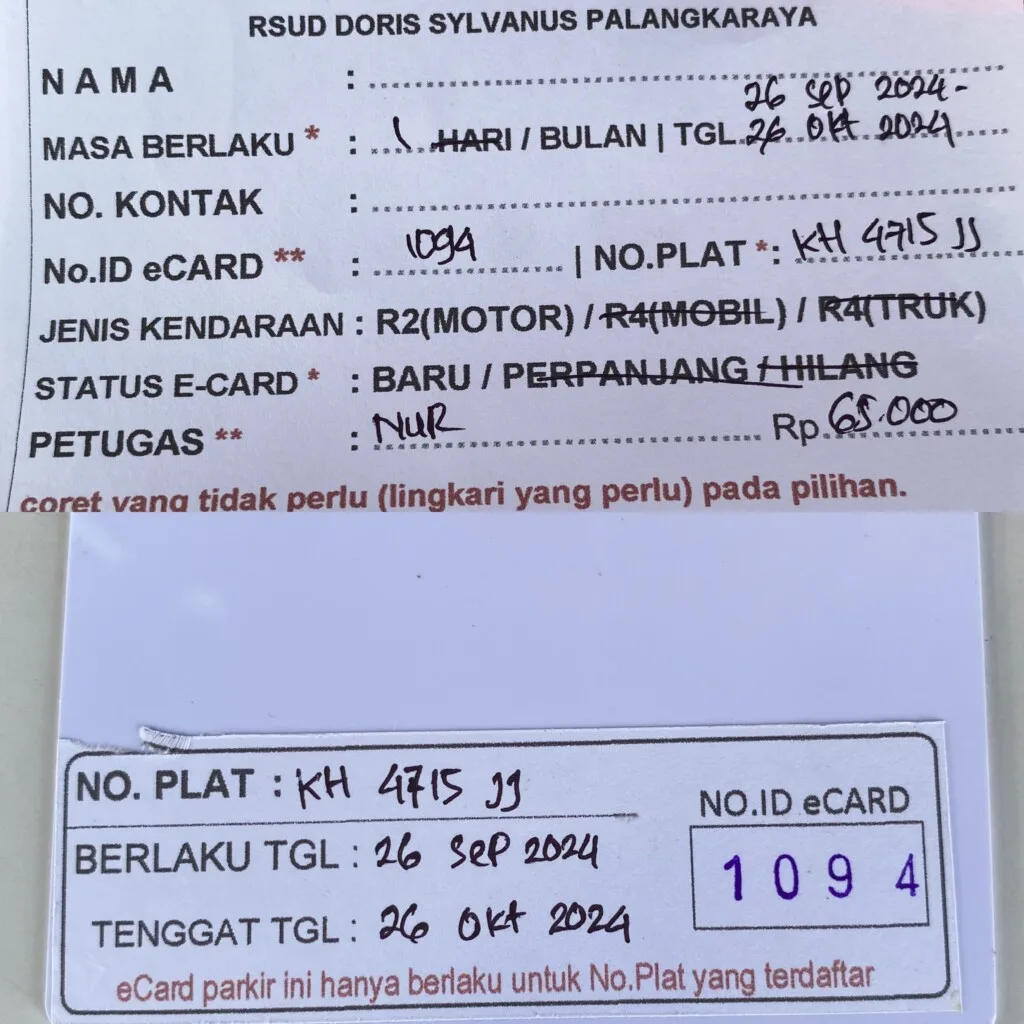 RSUD DORIS SYLVANUS PALANGKARAYA
NAMA :
26 SEP 2024 -
MASA BERLAKU * : 1 HARI / BULAN | TGL. 26 OKT 2024
NO. KONTAK :
No.ID eCARD ** : 1094 | NO.PLAT *: KH 4715 JJ
JENIS KENDARAAN : R2(MOTOR) / R4(MOBIL) / R4(TRUK)
STATUS E-CARD * : BARU / PERPANJANG / HILANG
PETUGAS ** : NUR Rp 65.000
coret yang tidak perlu (lingkari yang perlu) pada pilihan.
NO. PLAT : KH 4715 JJ
NO.ID eCARD
1094
BERLAKU TGL : 26 SEP 2024
TENGGAT TGL : 26 OKT 2024
eCard parkir ini hanya berlaku untuk No.Plat yang terdaftar